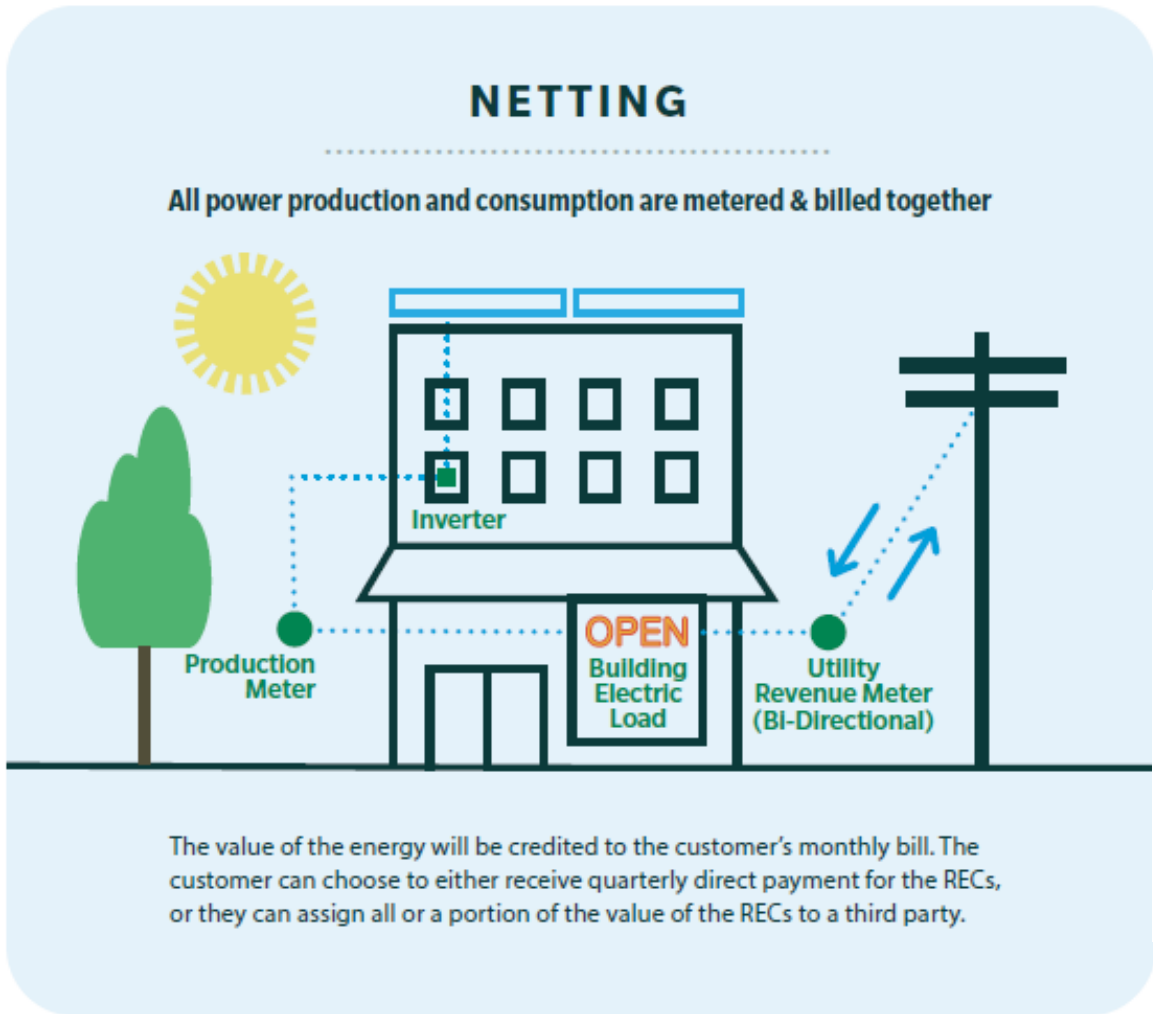 NETTING
All power production and consumption are metered & billed together
Inverter
OPEN
Building
Electric
Load
Production
Meter
Utility
Revenue Meter
(Bi-Directional)
The value of the energy will be credited to the customer’s monthly bill. The
customer can choose to either receive quarterly direct payment for the RECs,
or they can assign all or a portion of the value of the RECs to a third party.